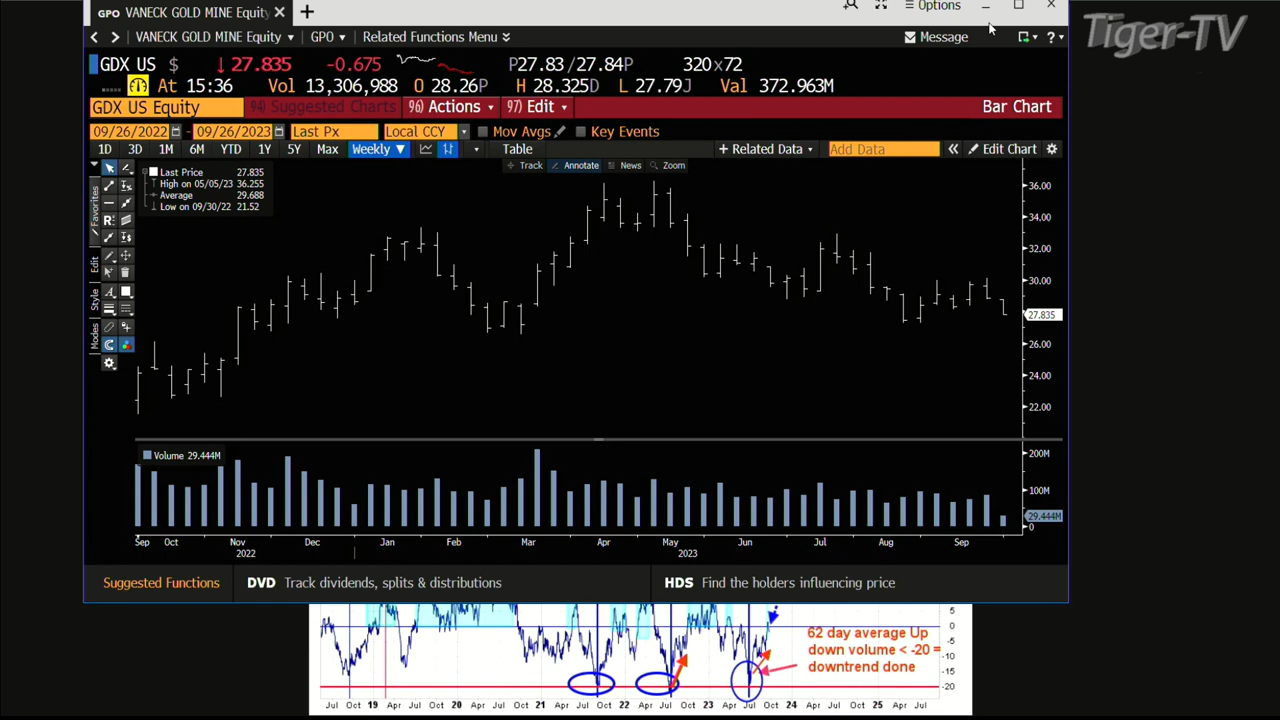 GPO VANECK GOLD MINE Equity × +
Options
VANECK GOLD MINE Equity GPO Related Functions Menu
Message
Tiger-TV
GDX US $ ↓ 27.835 -0.675 P27.83 /27.84P 320 x 72
At 15:36 Vol 13,306,988 O 28.26P H 28.325D L 27.79J Val 372.963M
GDX US Equity 94) Suggested Charts 96) Actions 97) Edit Bar Chart
09/26/2022 - 09/26/2023 Last Px Local CCY Mov Avgs Key Events
1D 3D 1M 6M YTD 1Y 5Y Max Weekly ▼ Table + Related Data Add Data « Edit Chart
Track Annotate News Zoom
Last Price 27.835
High on 05/05/23 36.255
Average 29.688
Low on 09/30/22 21.52
Favorites
Edit
Style
Modes
36.00
34.00
32.00
30.00
27.835
26.00
24.00
22.00
Volume 29.444M
200M
100M
29.444M
0
Sep Oct Nov Dec Jan Feb Mar Apr May Jun Jul Aug Sep
2022 2023
Suggested Functions DVD Track dividends, splits & distributions HDS Find the holders influencing price
62 day average Up
down volume < -20 =
downtrend done
5
0
-5
-10
-15
-20
Jul Oct 19 Apr Jul Oct 20 Apr Jul Oct 21 Apr Jul Oct 22 Apr Jul Oct 23 Apr Jul Oct 24 Apr Jul Oct 25 Apr Jul